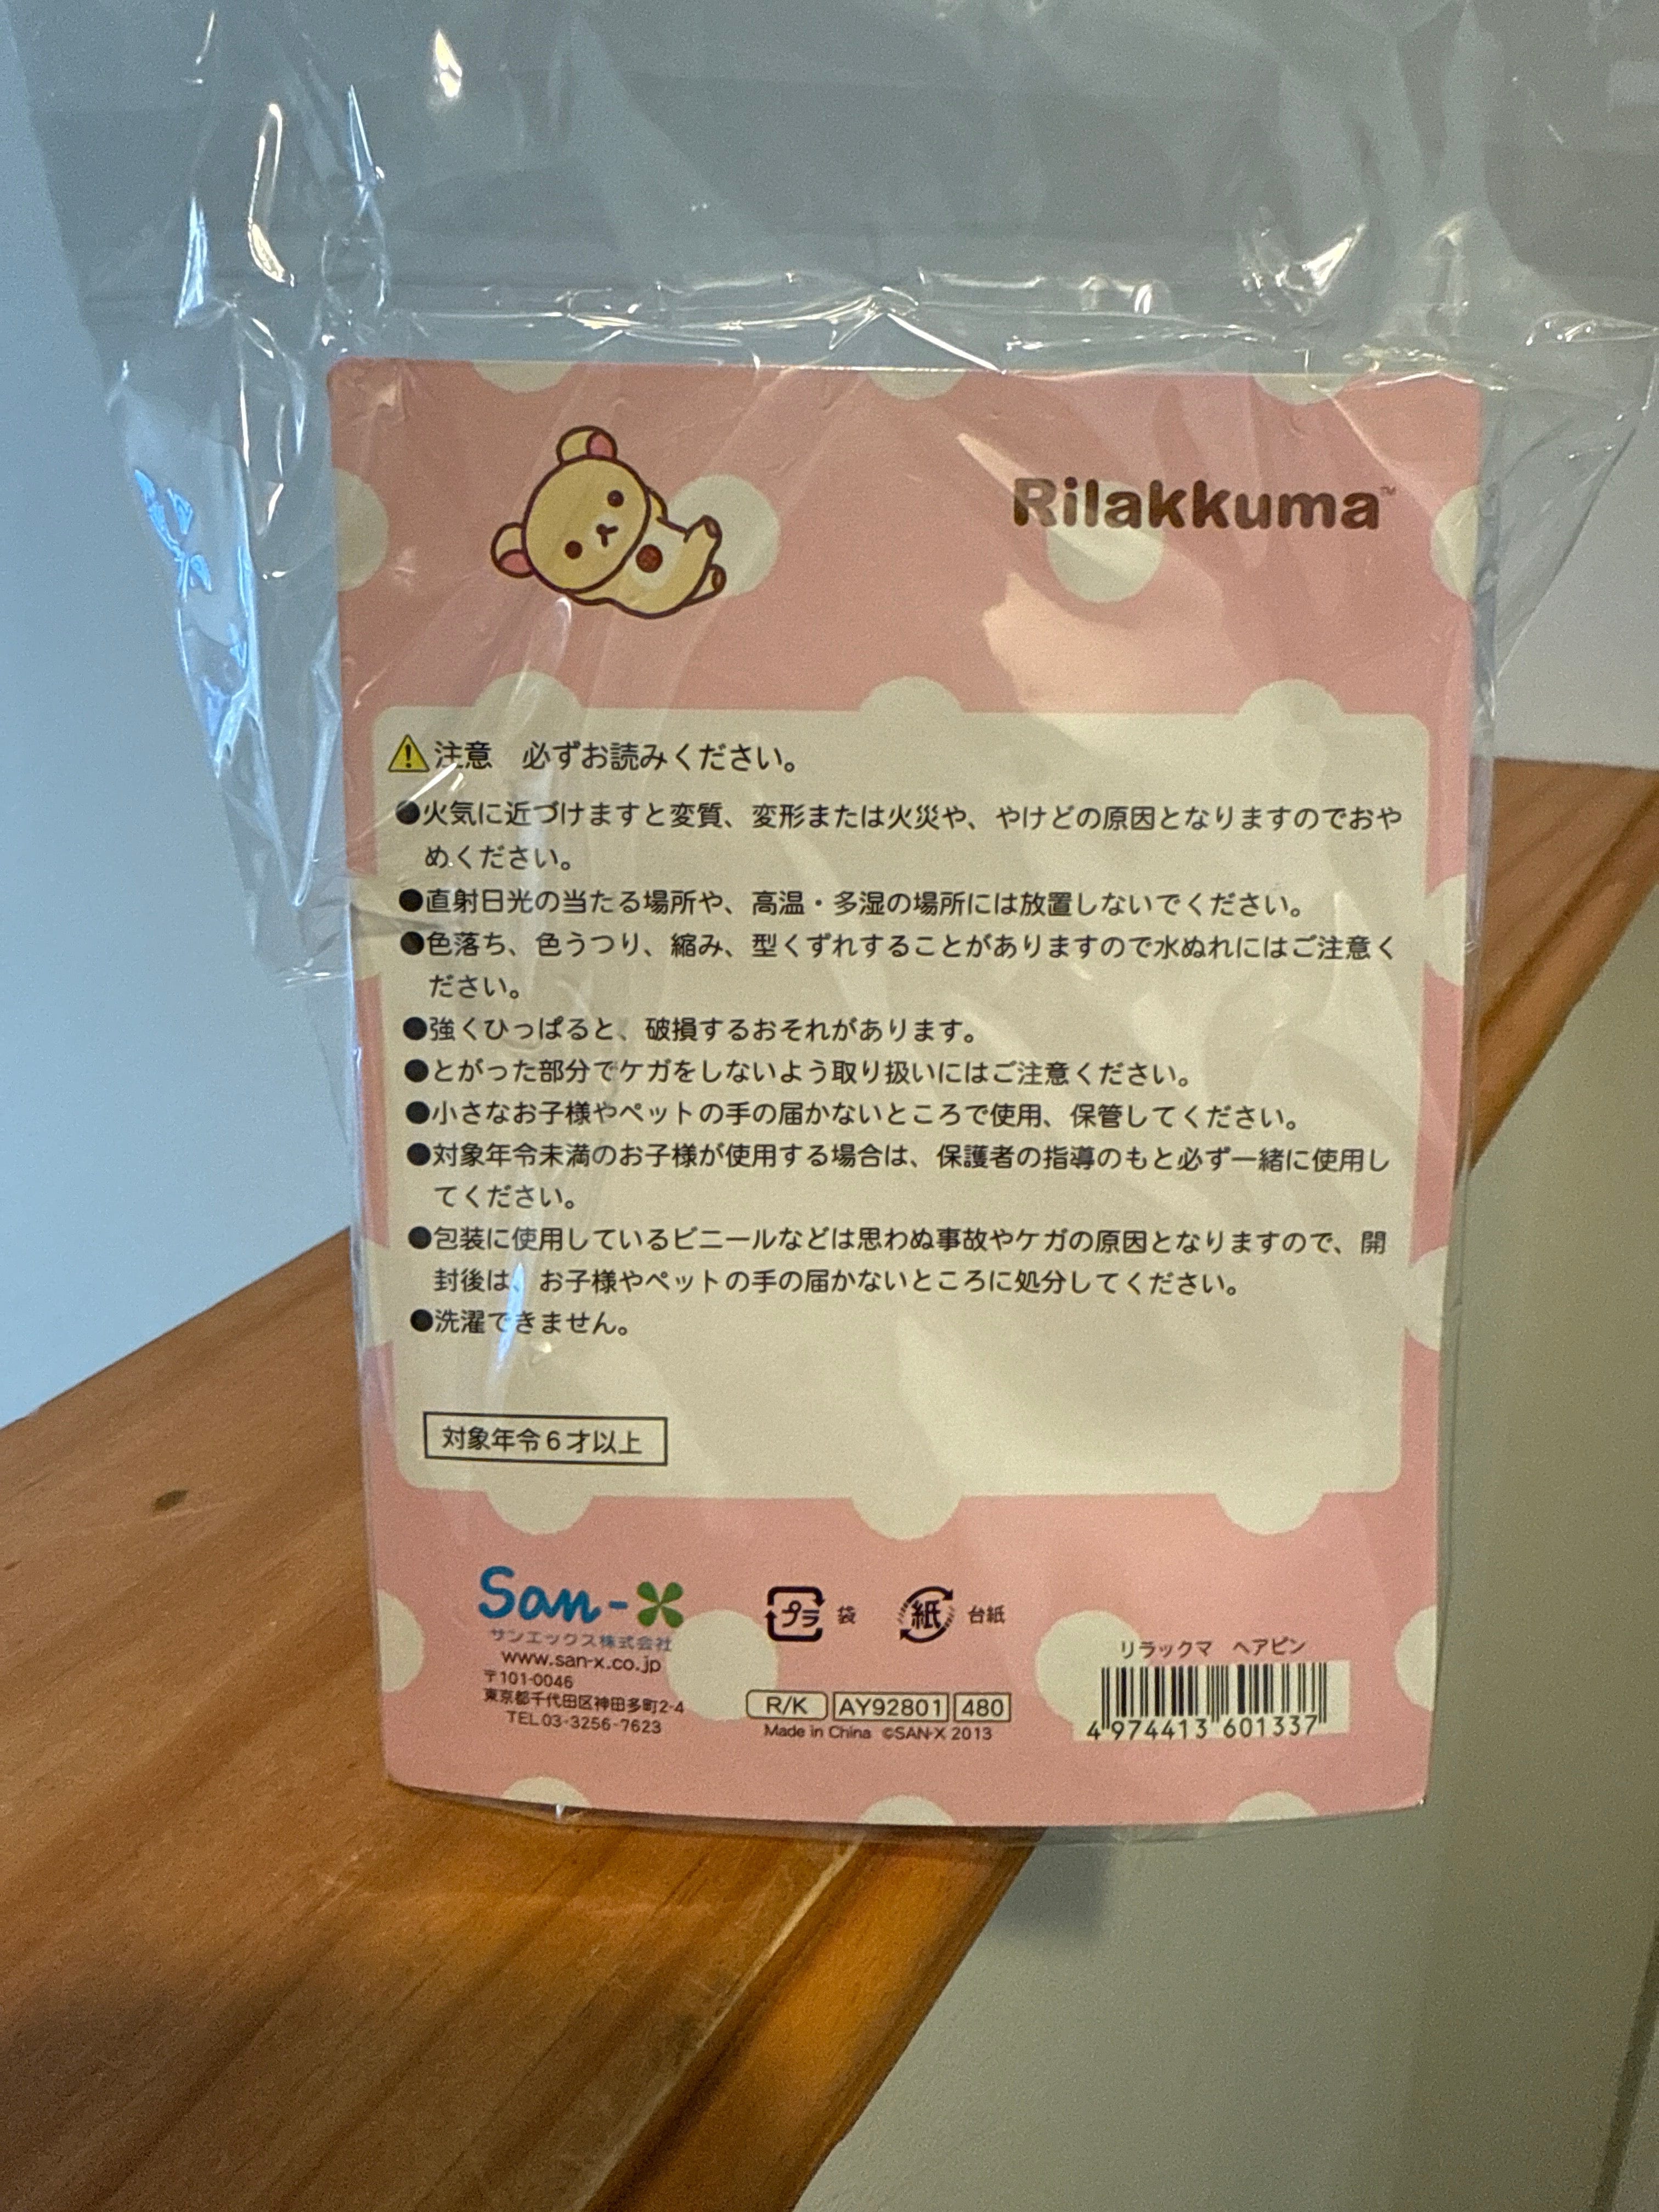 Rilakkuma™
注意　必ずお読みください。
●火気に近づけますと変質、変形または火災や、やけどの原因となりますのでおや
めください。
●直射日光の当たる場所や、高温・多湿の場所には放置しないでください。
●色落ち、色うつり、縮み、型くずれすることがありますので水ぬれにはご注意く
ださい。
●強くひっぱると、破損するおそれがあります。
●とがった部分でケガをしないよう取り扱いにはご注意ください。
●小さなお子様やペットの手の届かないところで使用、保管してください。
●対象年令未満のお子様が使用する場合は、保護者の指導のもと必ず一緒に使用し
てください。
●包装に使用しているビニールなどは思わぬ事故やケガの原因となりますので、開
封後は、お子様やペットの手の届かないところに処分してください。
●洗濯できません。
対象年令6才以上
San-X
サンエックス株式会社
www.san-x.co.jp
〒101-0046
東京都千代田区神田多町2-4
TEL03-3256-7623
プラ 袋 紙 台紙
R/K AY92801 480
Made in China ©SAN-X 2013
リラックマ　ヘアピン
4 974413 601337